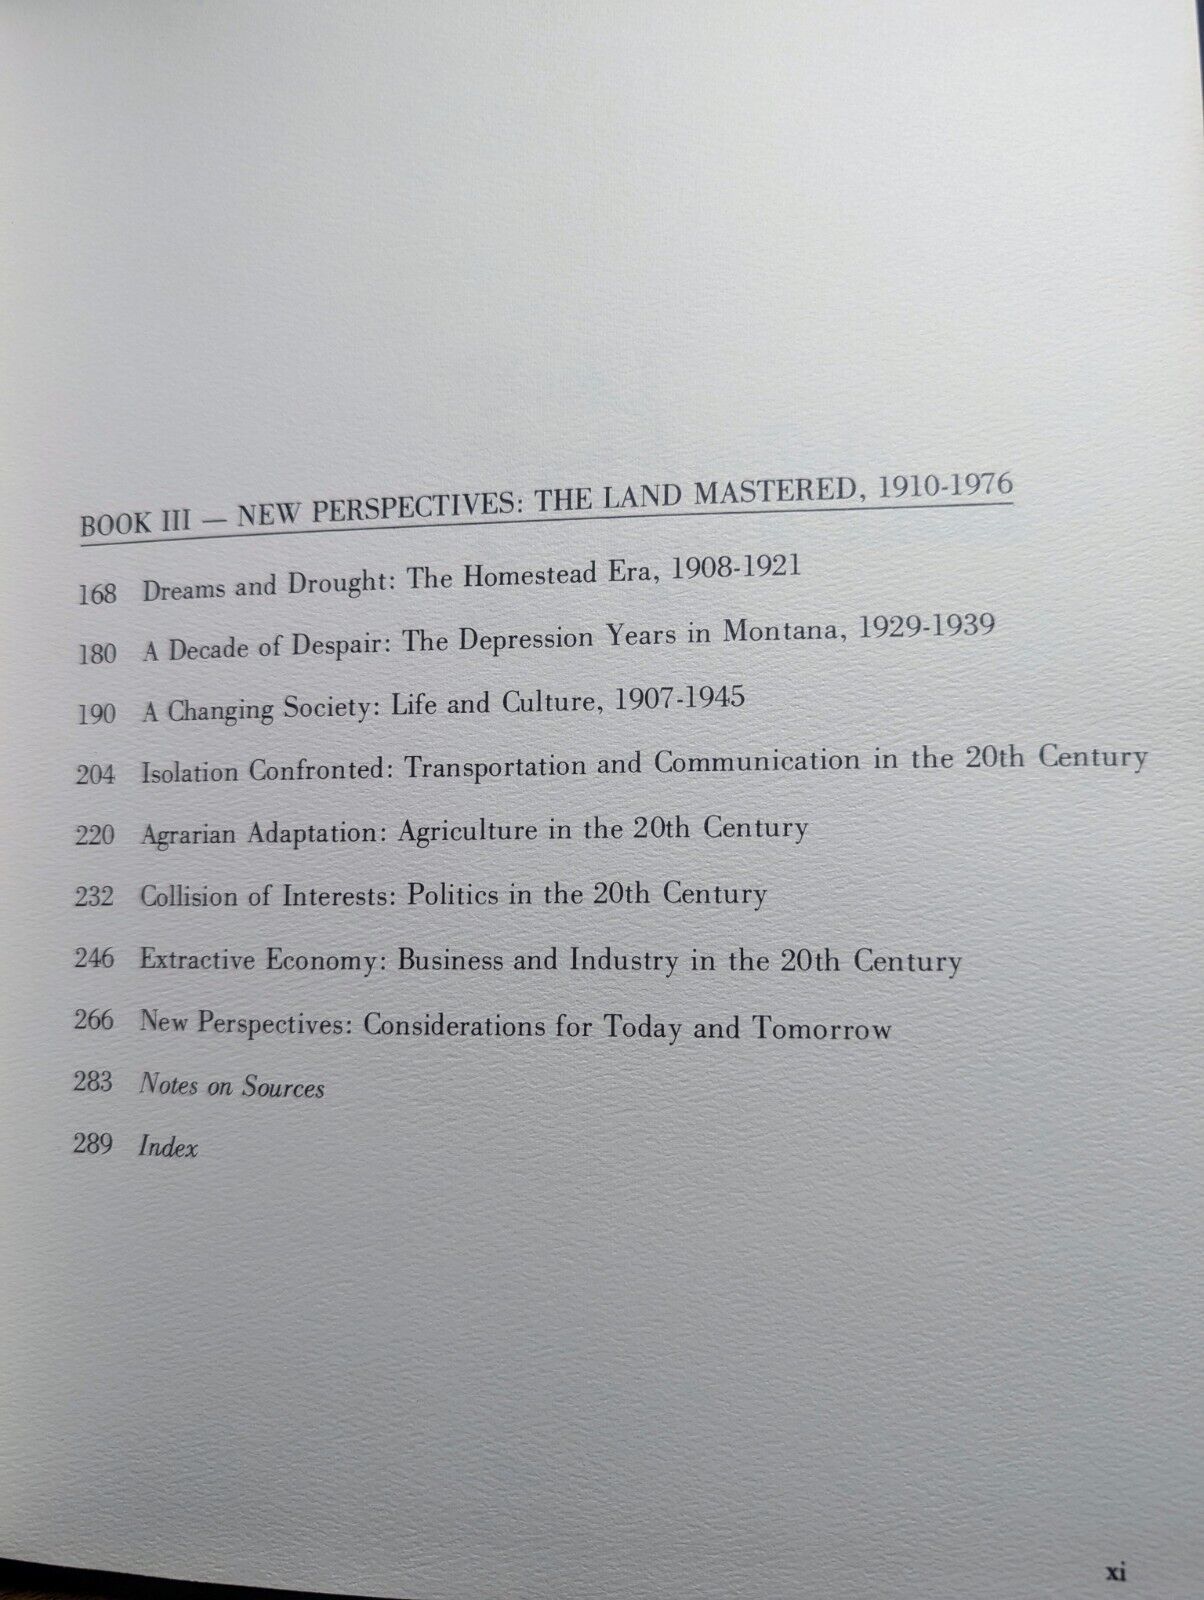 BOOK III — NEW PERSPECTIVES: THE LAND MASTERED, 1910-1976
168 Dreams and Drought: The Homestead Era, 1908-1921
180 A Decade of Despair: The Depression Years in Montana, 1929-1939
190 A Changing Society: Life and Culture, 1907-1945
204 Isolation Confronted: Transportation and Communication in the 20th Century
220 Agrarian Adaptation: Agriculture in the 20th Century
232 Collision of Interests: Politics in the 20th Century
246 Extractive Economy: Business and Industry in the 20th Century
266 New Perspectives: Considerations for Today and Tomorrow
283 Notes on Sources
289 Index
xi